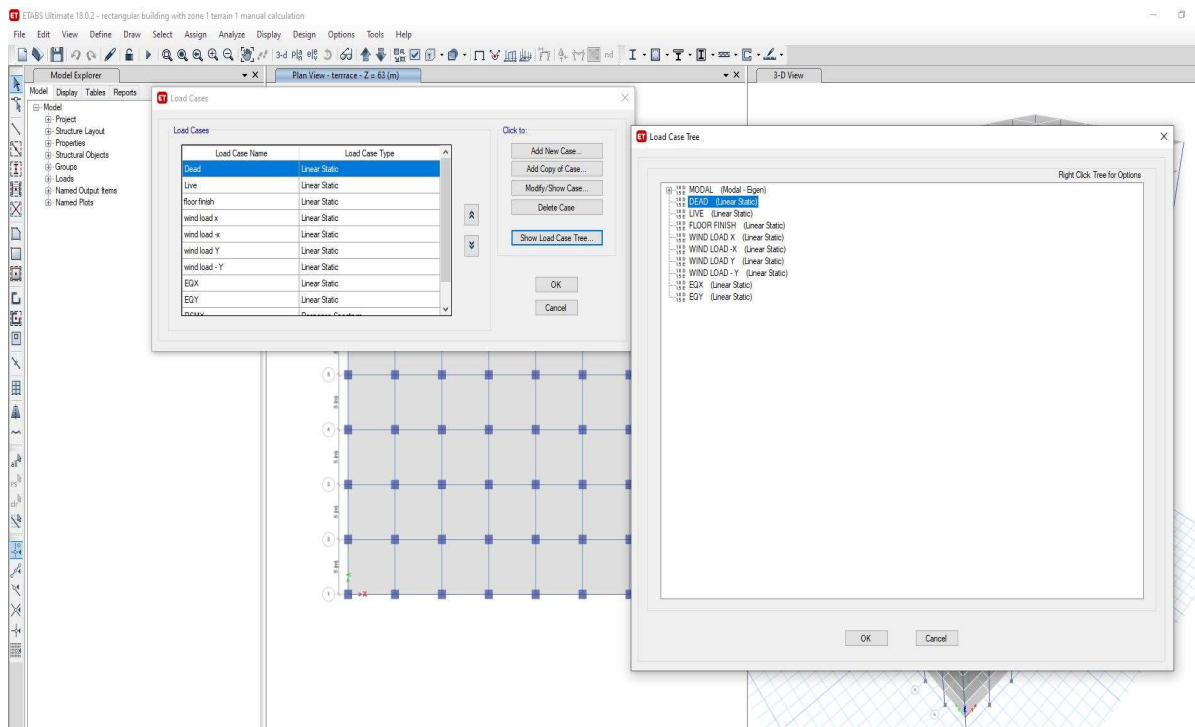 ETABS Ultimate 18.0.2 - rectangular building with zone 1 terrain 1 manual calculation
File Edit View Define Draw Select Assign Analyze Display Design Options Tools Help
3-d
nd
Model Explorer
Plan View - terrrace - Z = 63 (m)
3-D View
Model Display Tables Reports
Model
Project
Structure Layout
Properties
Structural Objects
Groups
Loads
Named Output Items
Named Plots
Load Cases
Load Cases
Load Case Name Load Case Type
Dead Linear Static
Live Linear Static
floor finish Linear Static
wind load x Linear Static
wind load -x Linear Static
wind load Y Linear Static
wind load - Y Linear Static
EQX Linear Static
EQY Linear Static
Click to:
Add New Case...
Add Copy of Case...
Modify/Show Case...
Delete Case
Show Load Case Tree...
OK
Cancel
Load Case Tree
Right Click Tree for Options
MODAL (Modal - Eigen)
DEAD (Linear Static)
LIVE (Linear Static)
FLOOR FINISH (Linear Static)
WIND LOAD X (Linear Static)
WIND LOAD -X (Linear Static)
WIND LOAD Y (Linear Static)
WIND LOAD - Y (Linear Static)
EQX (Linear Static)
EQY (Linear Static)
OK Cancel
X